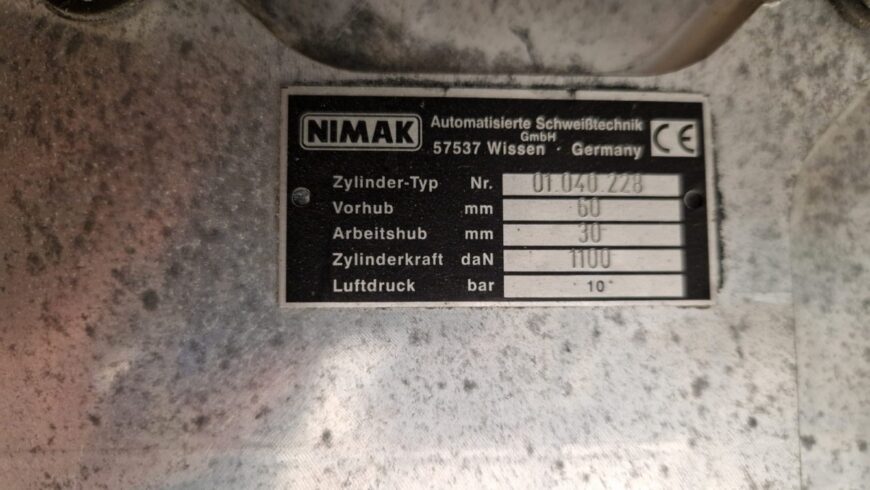 NIMAK
Automatisierte Schweißtechnik
GmbH
57537 Wissen · Germany
CE
Zylinder-Typ Nr. 01.040.228
Vorhub mm 60
Arbeitshub mm 30
Zylinderkraft daN 1100
Luftdruck bar 10